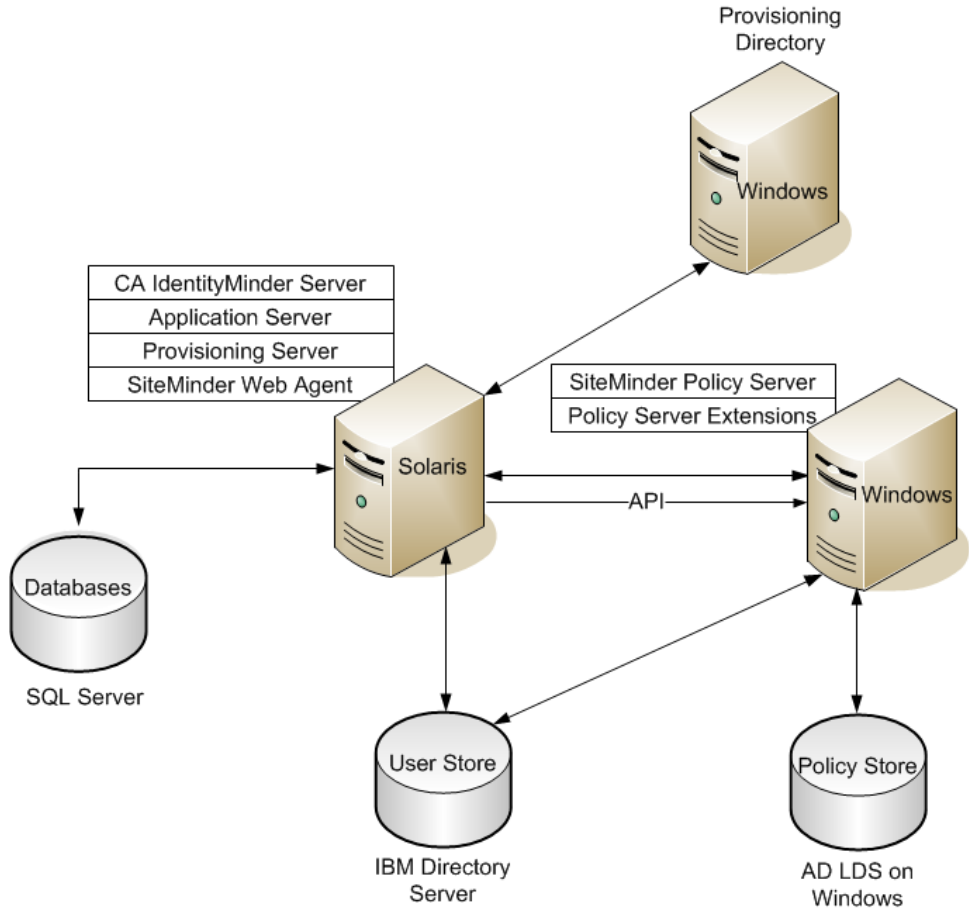 Provisioning
Directory
Windows
CA IdentityMinder Server
Application Server
Provisioning Server
SiteMinder Web Agent
SiteMinder Policy Server
Policy Server Extensions
Solaris
Windows
API
Databases
SQL Server
User Store
Policy Store
IBM Directory
Server
AD LDS on
Windows